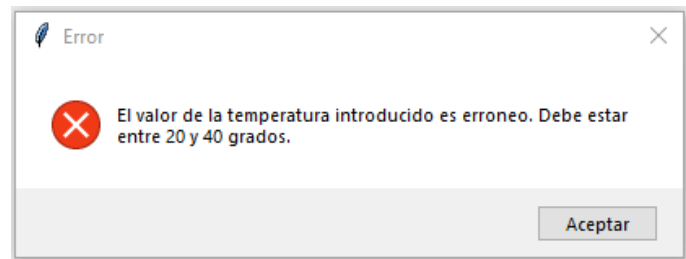 Error
El valor de la temperatura introducido es erroneo. Debe estar
entre 20 y 40 grados.
Aceptar